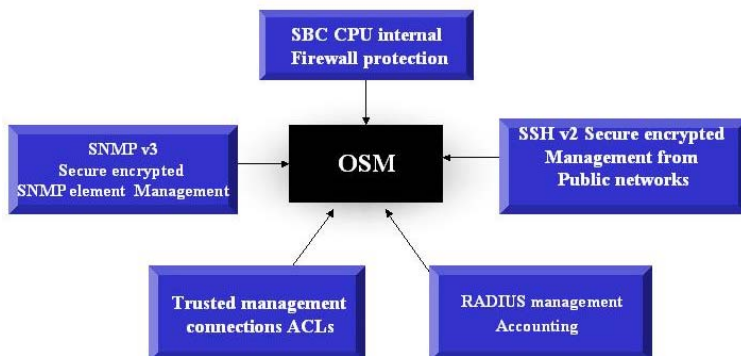 SBC CPU internal
Firewall protection
SNMP v3
Secure encrypted
SNMP element Management
OSM
SSH v2 Secure encrypted
Management from
Public networks
Trusted management
connections ACLs
RADIUS management
Accounting